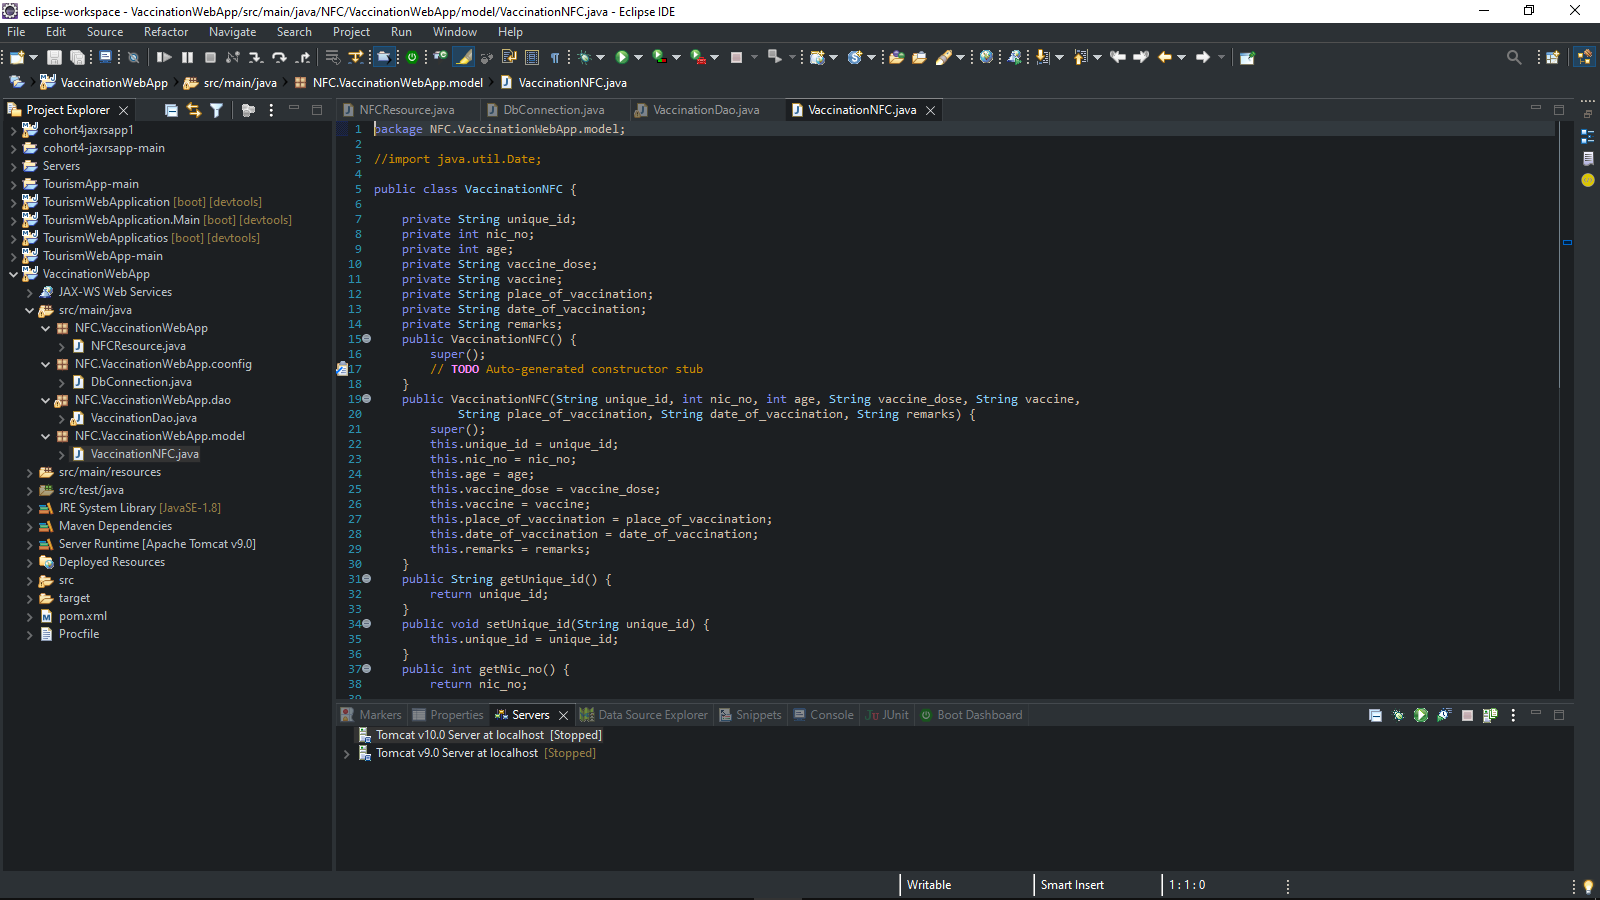 eclipse-workspace - VaccinationWebApp/src/main/java/NFC/VaccinationWebApp/model/VaccinationNFC.java - Eclipse IDE
File Edit Source Refactor Navigate Search Project Run Window Help
VaccinationWebApp src/main/java NFC.VaccinationWebApp.model VaccinationNFC.java
Project Explorer
cohort4jaxrsapp1
cohort4-jaxrsapp-main
Servers
TourismApp-main
TourismWebApplication [boot] [devtools]
TourismWebApplication.Main [boot] [devtools]
TourismWebApplicatios [boot] [devtools]
TourismWebApp-main
VaccinationWebApp
JAX-WS Web Services
src/main/java
NFC.VaccinationWebApp
NFCResource.java
NFC.VaccinationWebApp.coonfig
DbConnection.java
NFC.VaccinationWebApp.dao
VaccinationDao.java
NFC.VaccinationWebApp.model
VaccinationNFC.java
src/main/resources
src/test/java
JRE System Library [JavaSE-1.8]
Maven Dependencies
Server Runtime [Apache Tomcat v9.0]
Deployed Resources
src
target
pom.xml
Procfile
NFCResource.java DbConnection.java VaccinationDao.java VaccinationNFC.java
1 package NFC.VaccinationWebApp.model;
2
3 //import java.util.Date;
4
5 public class VaccinationNFC {
6
7 private String unique_id;
8 private int nic_no;
9 private int age;
10 private String vaccine_dose;
11 private String vaccine;
12 private String place_of_vaccination;
13 private String date_of_vaccination;
14 private String remarks;
15 public VaccinationNFC() {
16 super();
17 // TODO Auto-generated constructor stub
18 }
19 public VaccinationNFC(String unique_id, int nic_no, int age, String vaccine_dose, String vaccine,
20 String place_of_vaccination, String date_of_vaccination, String remarks) {
21 super();
22 this.unique_id = unique_id;
23 this.nic_no = nic_no;
24 this.age = age;
25 this.vaccine_dose = vaccine_dose;
26 this.vaccine = vaccine;
27 this.place_of_vaccination = place_of_vaccination;
28 this.date_of_vaccination = date_of_vaccination;
29 this.remarks = remarks;
30 }
31 public String getUnique_id() {
32 return unique_id;
33 }
34 public void setUnique_id(String unique_id) {
35 this.unique_id = unique_id;
36 }
37 public int getNic_no() {
38 return nic_no;
39
Markers Properties Servers Data Source Explorer Snippets Console JUnit Boot Dashboard
Tomcat v10.0 Server at localhost [Stopped]
Tomcat v9.0 Server at localhost [Stopped]
Writable Smart Insert 1 : 1 : 0